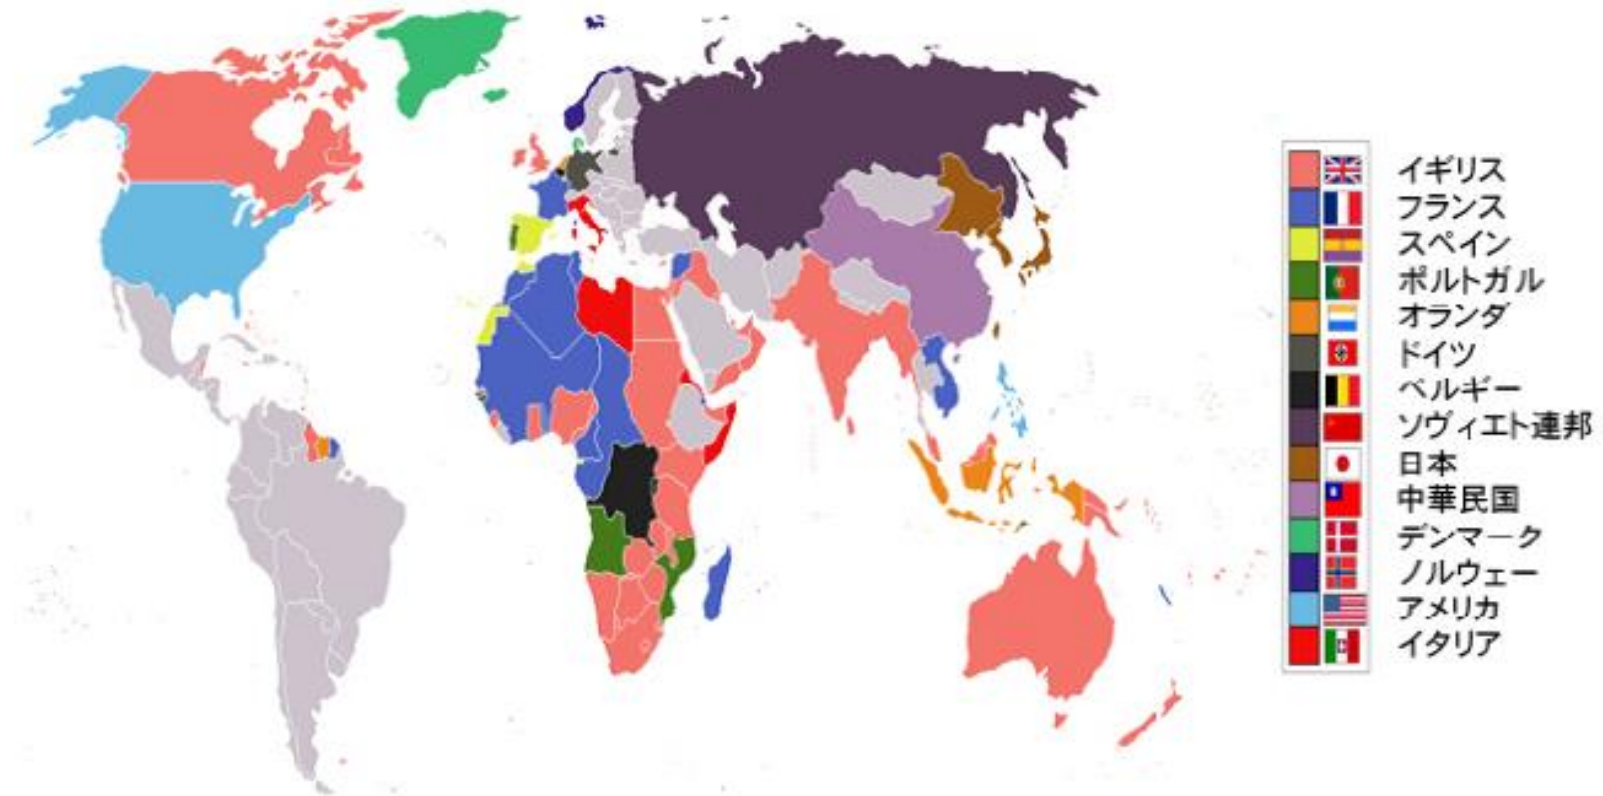 イギリス
フランス
スペイン
ポルトガル
オランダ
ドイツ
ベルギー
ソヴィエト連邦
日本
中華民国
デンマーク
ノルウェー
アメリカ
イタリア